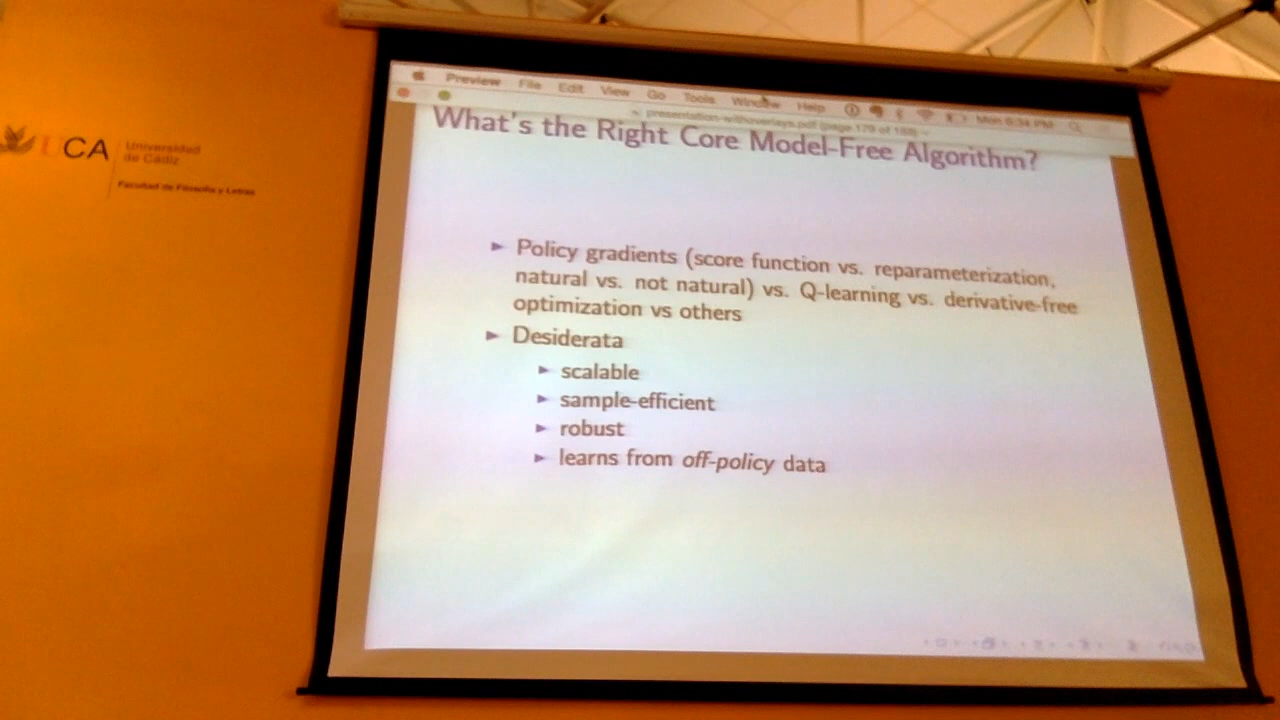 UCA
Universidad
de Cádiz
Facultad de Filosofía y Letras
Preview File Edit View Go Tools Window Help Mon 6:34 PM
presentation-withoverlays.pdf (page 179 of 188)
What's the Right Core Model-Free Algorithm?
► Policy gradients (score function vs. reparameterization,
natural vs. not natural) vs. Q-learning vs. derivative-free
optimization vs others
► Desiderata
► scalable
► sample-efficient
► robust
► learns from off-policy data